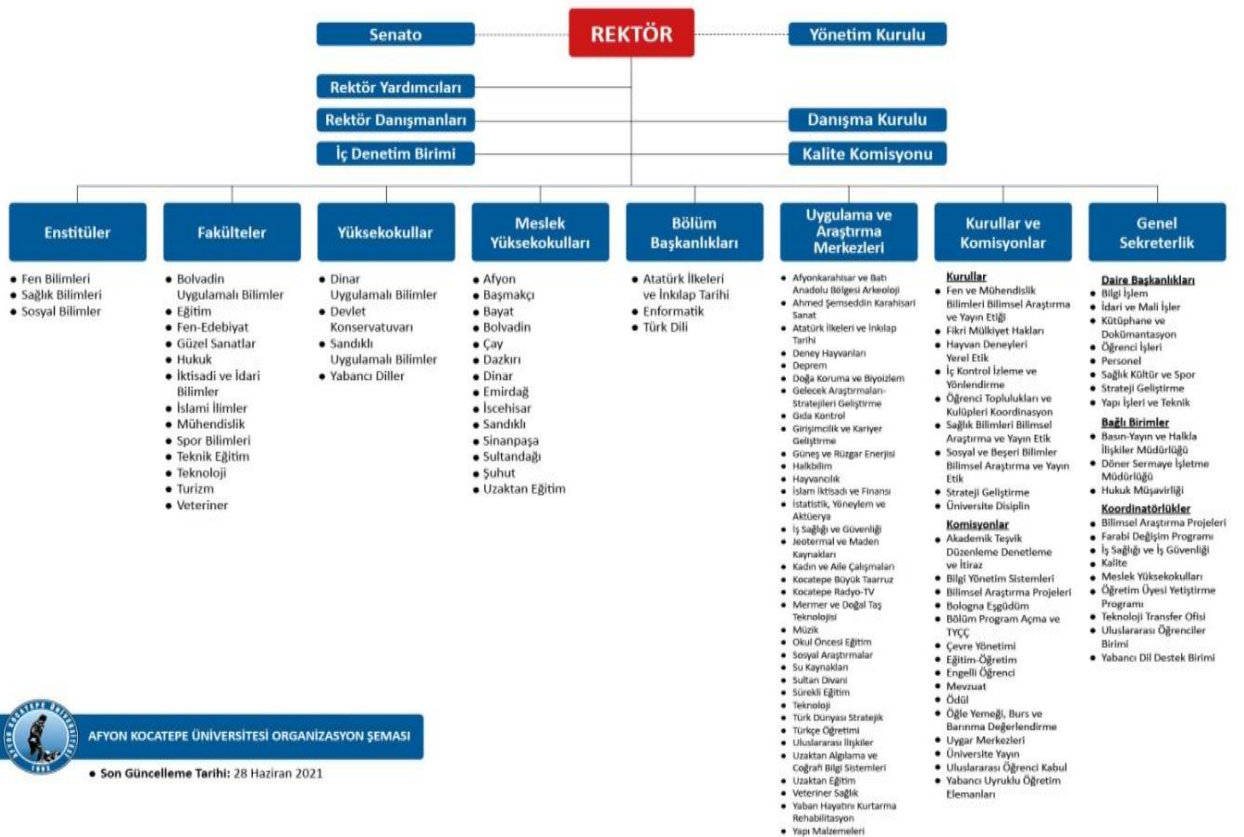 Senato
REKTÖR
Yönetim Kurulu
Rektör Yardımcıları
Rektör Danışmanları
Danışma Kurulu
İç Denetim Birimi
Kalite Komisyonu
Enstitüler
• Fen Bilimleri
• Sağlık Bilimleri
• Sosyal Bilimler
Fakülteler
• Bolvadin
Uygulamalı Bilimler
• Eğitim
• Fen-Edebiyat
• Güzel Sanatlar
• Hukuk
• İktisadi ve İdari
Bilimler
• İslami İlimler
• Mühendislik
• Spor Bilimleri
• Teknik Eğitim
• Teknoloji
• Turizm
• Veteriner
Yüksekokullar
• Dinar
Uygulamalı Bilimler
• Devlet
Konservatuvarı
• Sandıklı
Uygulamalı Bilimler
• Yabancı Diller
Meslek
Yüksekokulları
• Afyon
• Başmakçı
• Bayat
• Bolvadin
• Çay
• Dazkırı
• Dinar
• Emirdağ
• İscehisar
• Sandıklı
• Sinanpaşa
• Sultandağı
• Şuhut
• Uzaktan Eğitim
Bölüm
Başkanlıkları
• Atatürk İlkeleri
ve İnkılap Tarihi
• Enformatik
• Türk Dili
Uygulama ve
Araştırma
Merkezleri
• Afyonkarahisar ve Batı
Anadolu Bölgesi Arkeoloji
• Ahmed Şemseddin Karahisari
Sanat
• Atatürk İlkeleri ve İnkılap
Tarihi
• Deney Hayvanları
• Deprem
• Doğa Koruma ve Biyoizlem
• Gelecek Araştırmaları-
Stratejileri Geliştirme
• Gıda Kontrol
• Girişimcilik ve Kariyer
Geliştirme
• Güneş ve Rüzgar Enerjisi
• Halkbilim
• Hayvancılık
• İslam İktisadı ve Finansı
• İstatistik, Yöneylem ve
Aktüerya
• İş Sağlığı ve Güvenliği
• Jeotermal ve Maden
Kaynakları
• Kadın ve Aile Çalışmaları
• Kocatepe Büyük Taarruz
• Kocatepe Radyo-TV
• Mermer ve Doğal Taş
Teknolojisi
• Müzik
• Okul Öncesi Eğitim
• Sosyal Araştırmalar
• Su Kaynakları
• Sultan Divani
• Sürekli Eğitim
• Teknoloji
• Türk Dünyası Stratejik
• Türkçe Öğretimi
• Uluslararası İlişkiler
• Uzaktan Algılama ve
Coğrafi Bilgi Sistemleri
• Uzaktan Eğitim
• Veteriner Sağlık
• Yaban Hayatını Kurtarma
Rehabilitasyon
• Yapı Malzemeleri
Kurullar ve
Komisyonlar
Kurullar
• Fen ve Mühendislik
Bilimleri Bilimsel Araştırma
ve Yayın Etiği
• Fikri Mülkiyet Hakları
• Hayvan Deneyleri
Yerel Etik
• İç Kontrol İzleme ve
Yönlendirme
• Öğrenci Toplulukları ve
Kulüpleri Koordinasyon
• Sağlık Bilimleri Bilimsel
Araştırma ve Yayın Etik
• Sosyal ve Beşeri Bilimler
Bilimsel Araştırma ve Yayın
Etik
• Strateji Geliştirme
• Üniversite Disiplin
Komisyonlar
• Akademik Teşvik
Düzenleme Denetleme
ve İtiraz
• Bilgi Yönetim Sistemleri
• Bilimsel Araştırma Projeleri
• Bologna Eşgüdüm
• Bölüm Program Açma ve
TYÇÇ
• Çevre Yönetimi
• Eğitim-Öğretim
• Engelli Öğrenci
• Mevzuat
• Ödül
• Öğle Yemeği, Burs ve
Barınma Değerlendirme
• Uygar Merkezleri
• Üniversite Yayın
• Uluslararası Öğrenci Kabul
• Yabancı Uyruklu Öğretim
Elemanları
Genel
Sekreterlik
Daire Başkanlıkları
• Bilgi İşlem
• İdari ve Mali İşler
• Kütüphane ve
Dokümantasyon
• Öğrenci İşleri
• Personel
• Sağlık Kültür ve Spor
• Strateji Geliştirme
• Yapı İşleri ve Teknik
Bağlı Birimler
• Basın-Yayın ve Halkla
İlişkiler Müdürlüğü
• Döner Sermaye İşletme
Müdürlüğü
• Hukuk Müşavirliği
Koordinatörlükler
• Bilimsel Araştırma Projeleri
• Farabi Değişim Programı
• İş Sağlığı ve İş Güvenliği
• Kalite
• Meslek Yüksekokulları
• Öğretim Üyesi Yetiştirme
Programı
• Teknoloji Transfer Ofisi
• Uluslararası Öğrenciler
Birimi
• Yabancı Dil Destek Birimi
AFYON KOCATEPE ÜNİVERSİTESİ
1992
AFYON KOCATEPE ÜNİVERSİTESİ ORGANİZASYON ŞEMASI
• Son Güncelleme Tarihi: 28 Haziran 2021